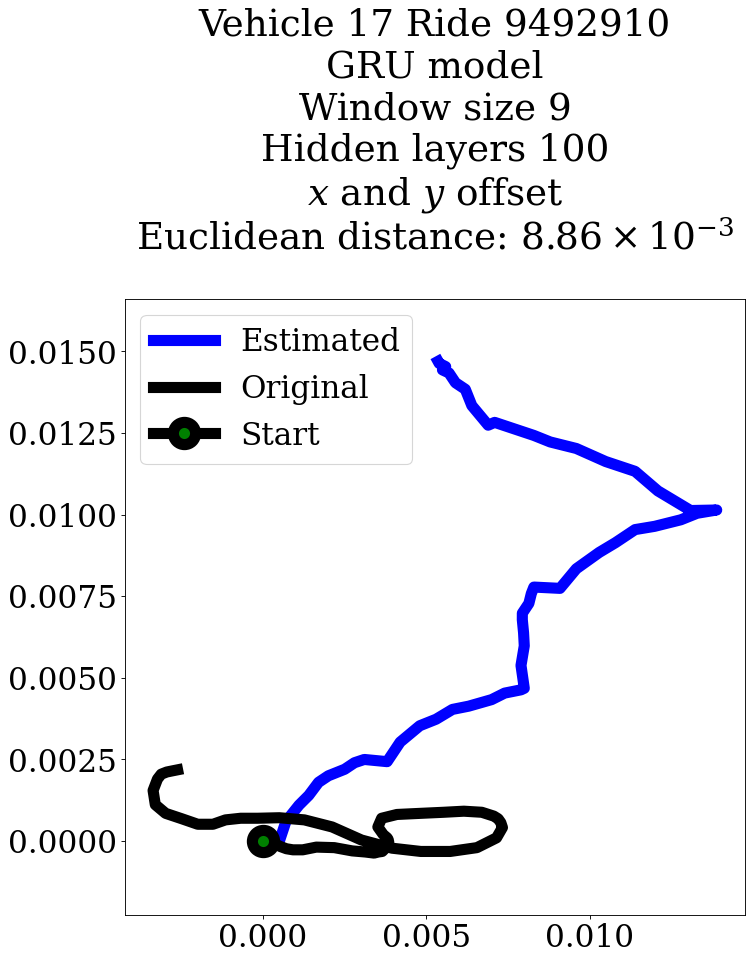 Vehicle 17 Ride 9492910
GRU model
Window size 9
Hidden layers 100
x and y offset
Euclidean distance: 8.86 × 10⁻³
Estimated
Original
Start
0.0150
0.0125
0.0100
0.0075
0.0050
0.0025
0.0000
0.000 0.005 0.010